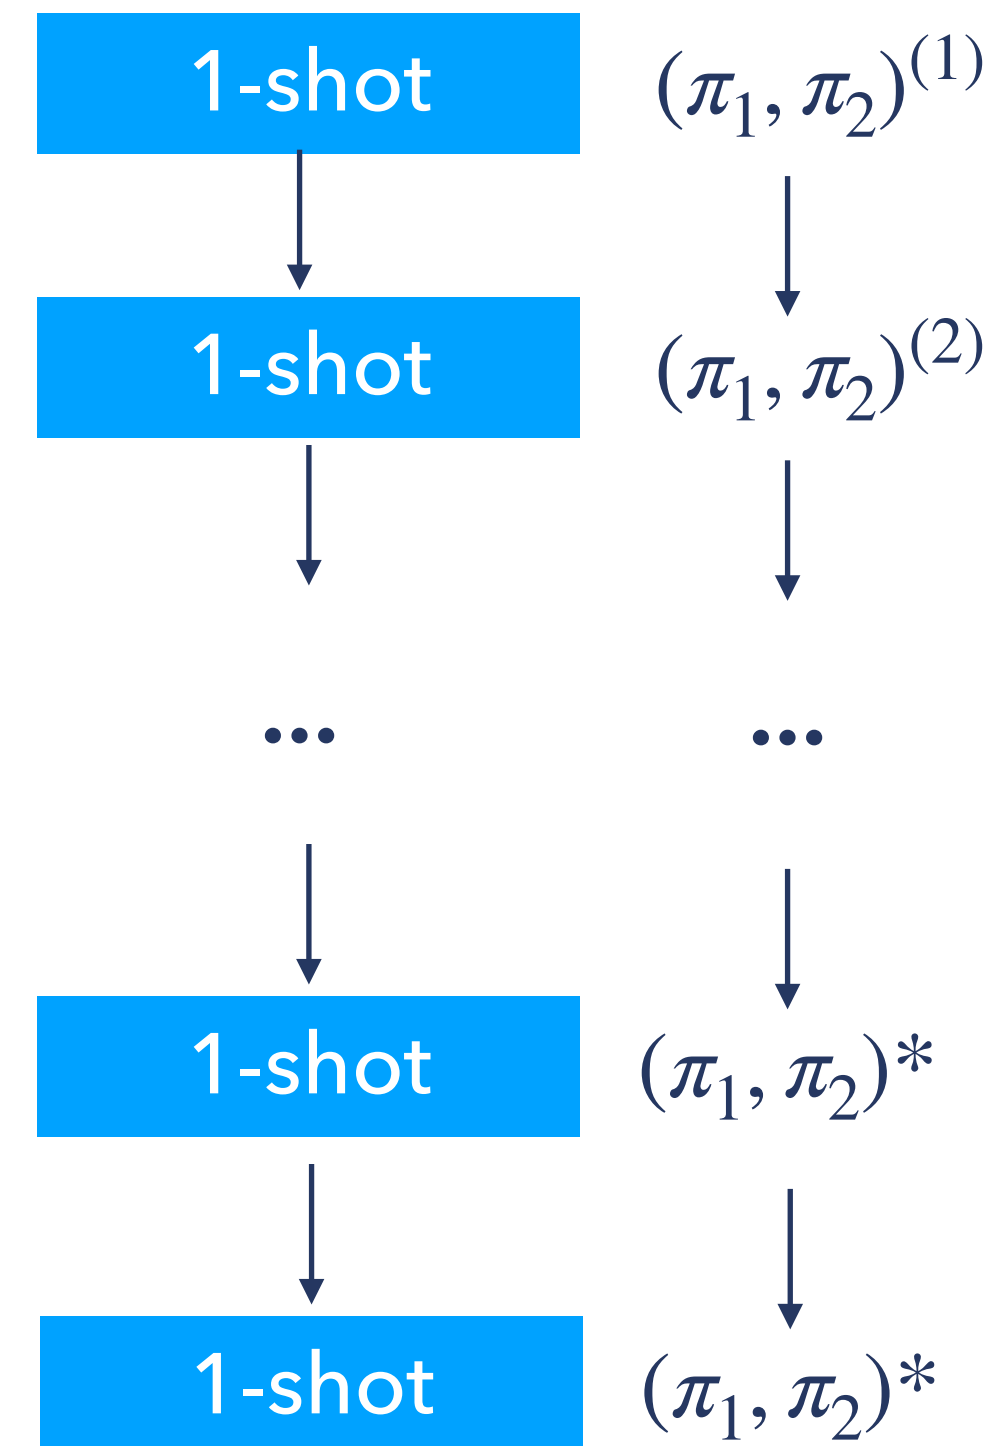 1-shot (π₁, π₂)⁽¹⁾
1-shot (π₁, π₂)⁽²⁾
... ...
1-shot (π₁, π₂)*
1-shot (π₁, π₂)*